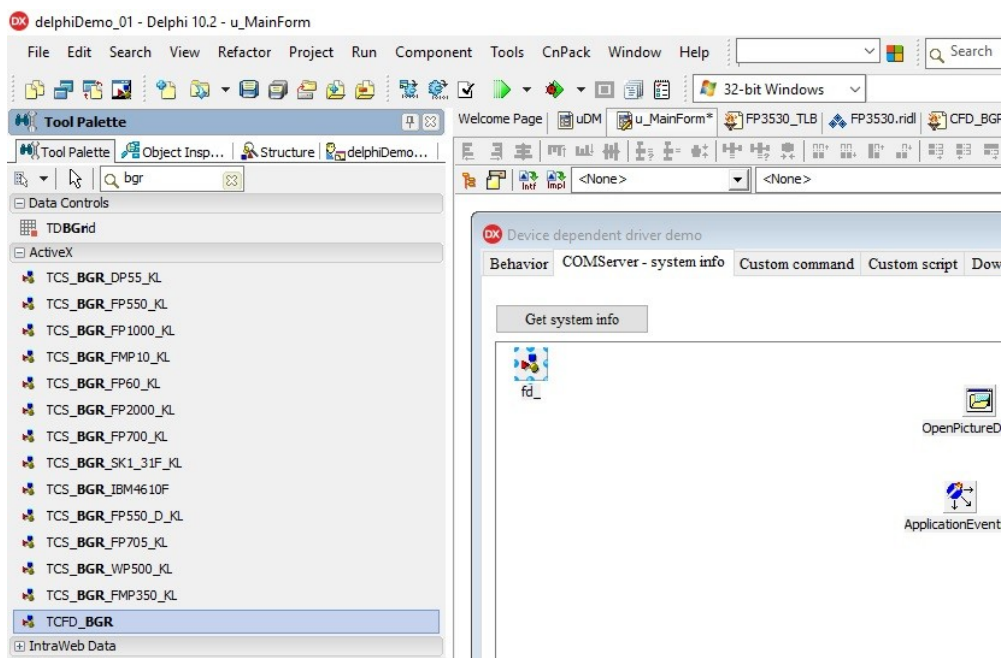 delphiDemo_01 - Delphi 10.2 - u_MainForm
File Edit Search View Refactor Project Run Component Tools CnPack Window Help
Search
32-bit Windows
Tool Palette
Welcome Page uDM u_MainForm* FP3530_TLB FP3530.ridl CFD_BGR
Tool Palette Object Insp... Structure delphiDemo...
bgr
Intf Impl <None> <None>
Data Controls
TDBGrid
ActiveX
TCS_BGR_DP55_KL
TCS_BGR_FP550_KL
TCS_BGR_FP1000_KL
TCS_BGR_FMP10_KL
TCS_BGR_FP60_KL
TCS_BGR_FP2000_KL
TCS_BGR_FP700_KL
TCS_BGR_SK1_31F_KL
TCS_BGR_IBM4610F
TCS_BGR_FP550_D_KL
TCS_BGR_FP705_KL
TCS_BGR_WP500_KL
TCS_BGR_FMP350_KL
TCFD_BGR
IntraWeb Data
Device dependent driver demo
Behavior COMServer - system info Custom command Custom script Dow
Get system info
fd_
OpenPictureD
ApplicationEvent